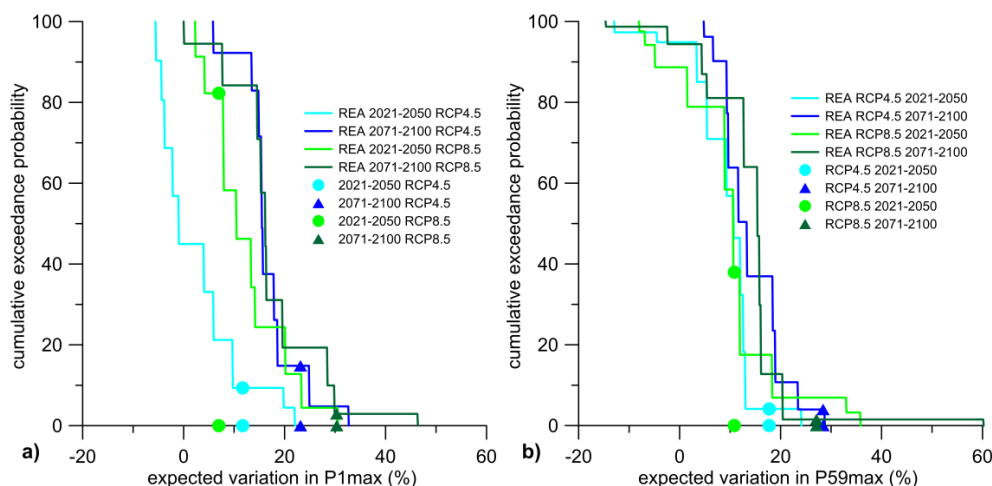 100
80
60
40
20
0
cumulative exceedance probability
-20 0 20 40 60
expected variation in P1max (%)
a)
REA 2021-2050 RCP4.5
REA 2071-2100 RCP4.5
REA 2021-2050 RCP8.5
REA 2071-2100 RCP8.5
2021-2050 RCP4.5
2071-2100 RCP4.5
2021-2050 RCP8.5
2071-2100 RCP8.5
100
80
60
40
20
0
cumulative exceedance probability
-20 0 20 40 60
expected variation in P59max (%)
b)
REA RCP4.5 2021-2050
REA RCP4.5 2071-2100
REA RCP8.5 2021-2050
REA RCP8.5 2071-2100
RCP4.5 2021-2050
RCP4.5 2071-2100
RCP8.5 2021-2050
RCP8.5 2071-2100